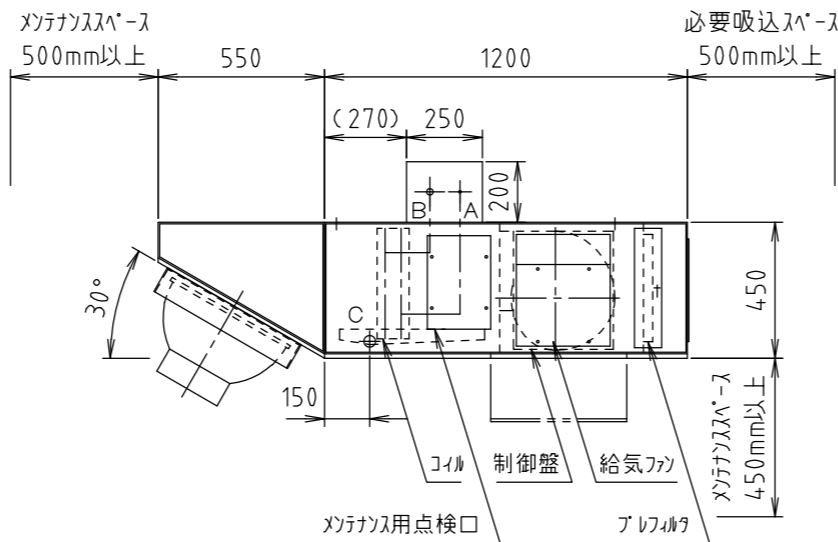 メンテナンススペース
500mm以上
550
1200
必要吸込スペース
500mm以上
(270)
250
200
B
A
450
30°
C
150
コイル
制御盤
給気ファン
メンテナンス用点検口
プレフィルタ
メンテナンススペース
450mm以上